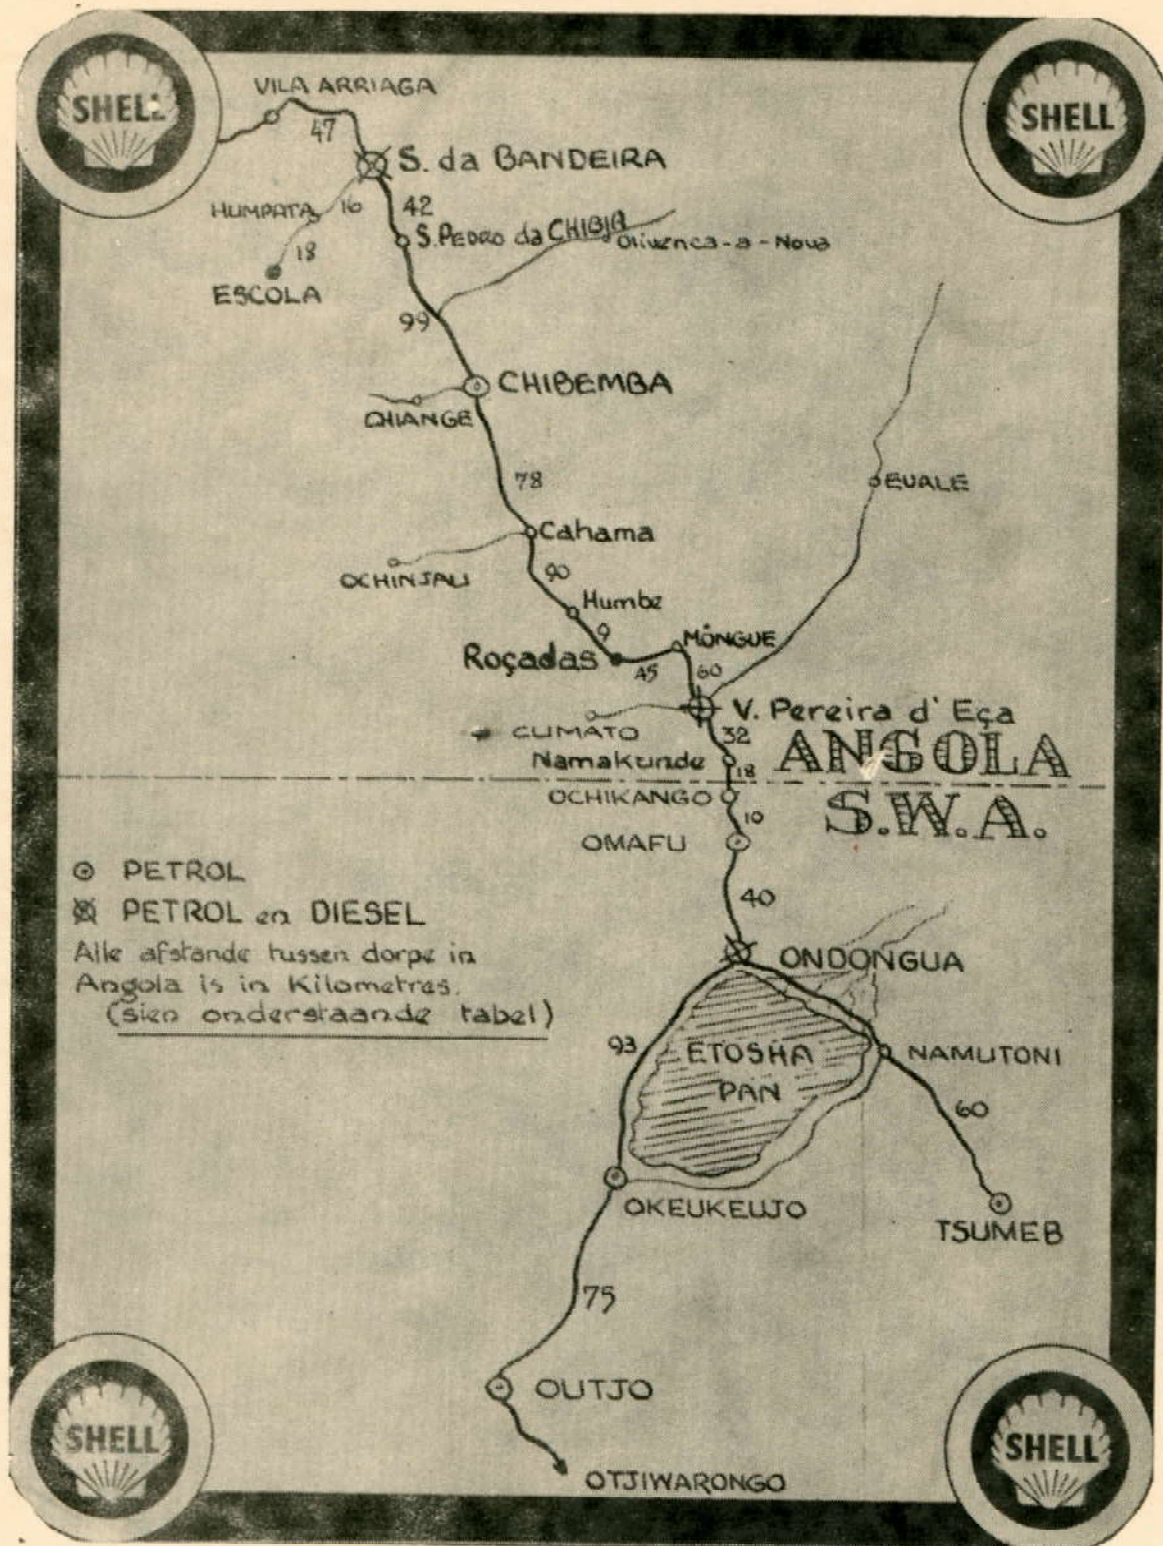 SHELL
SHELL
VILA ARRIAGA
47
S. da BANDEIRA
HUMPATA
16
42
S. PEDRO da CHIBIA
Olivenca-a-Nova
18
ESCOLA
99
CHIBEMBA
CHIANGE
78
EVALE
Cahama
OCHINJAU
90
Humbe
9
MÔNGUE
Roçadas
45
60
V. Pereira d'Eça
CUMATO
32
Namakunde
18
ANGOLA
OCHIKANGO
S.W.A.
10
OMAFU
PETROL
40
PETROL en DIESEL
Alle afstande tussen dorpe in
Angola is in Kilometres.
(sien onderstaande tabel)
ONDONGUA
93
ETOSHA
PAN
NAMUTONI
60
OKEUKEUJO
TSUMEB
75
OUTJO
OTJIWARONGO
SHELL
SHELL